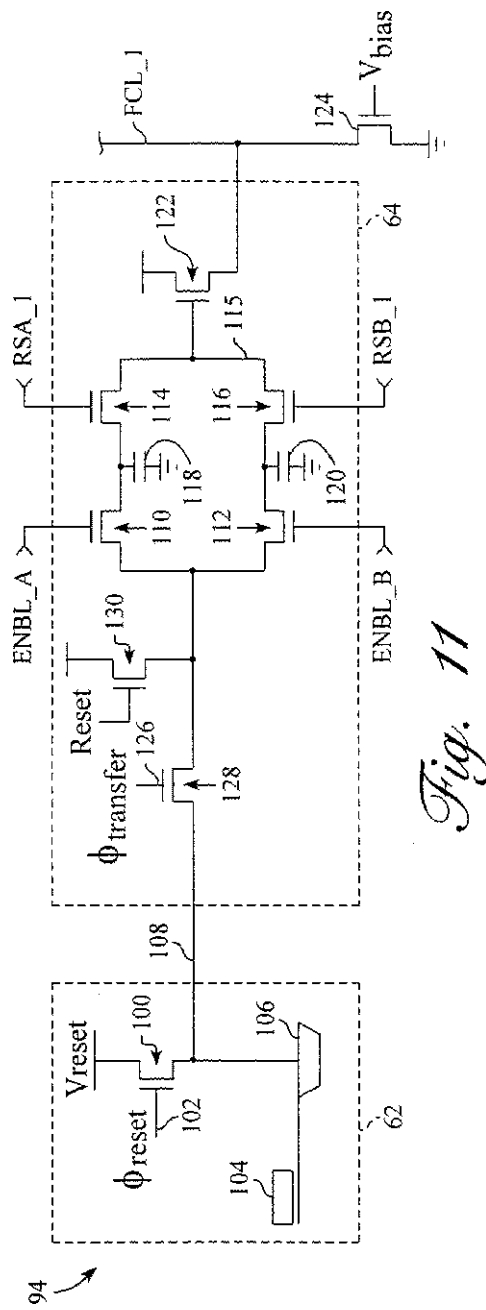 94
Vreset
100
ϕreset
102
104
106
62
108
ϕtransfer
126
128
Reset
130
ENBL_A
RSA_1
110
114
118
112
116
120
115
122
ENBL_B
RSB_1
64
FCL_1
124
Vbias
Fig. 11